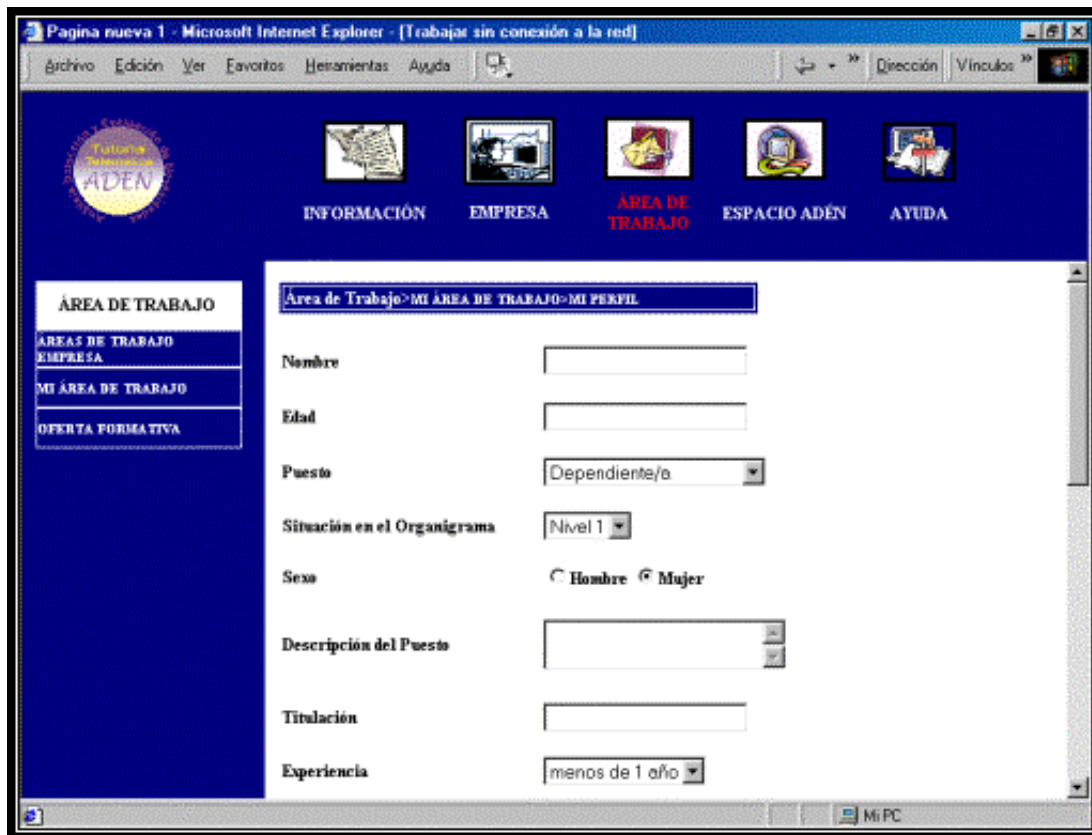 Pagina nueva 1 - Microsoft Internet Explorer - [Trabajar sin conexión a la red]
Archivo Edición Ver Favoritos Herramientas Ayuda » Dirección Vínculos »
Tutoria
ADEN
INFORMACIÓN EMPRESA ÀREA DE TRABAJO ESPACIO ADÉN AYUDA
ÁREA DE TRABAJO
ÁREAS DE TRABAJO
EMPRESA
MI ÁREA DE TRABAJO
OFERTA FORMATIVA
Área de Trabajo>MI ÁREA DE TRABAJO>MI PERFIL
Nombre
Edad
Puesto Dependiente/a
Situación en el Organigrama Nivel 1
Sexo Hombre Mujer
Descripción del Puesto
Titulación
Experiencia menos de 1 año
Mi PC